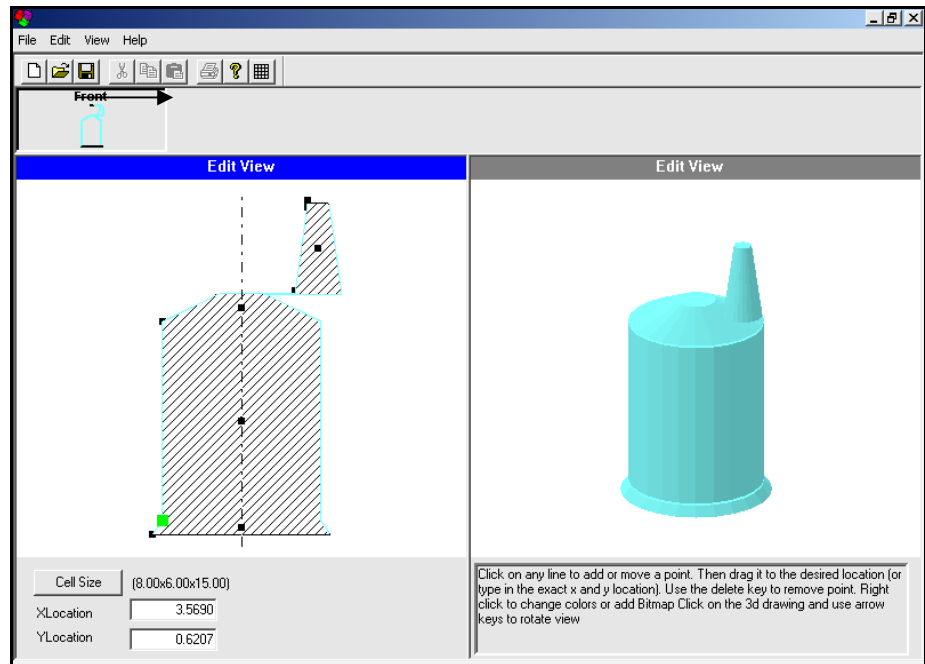 File Edit View Help
Front
Edit View
Edit View
Cell Size (8.00x6.00x15.00)
XLocation 3.5690
YLocation 0.6207
Click on any line to add or move a point. Then drag it to the desired location (or
type in the exact x and y location). Use the delete key to remove point. Right
click to change colors or add Bitmap Click on the 3d drawing and use arrow
keys to rotate view